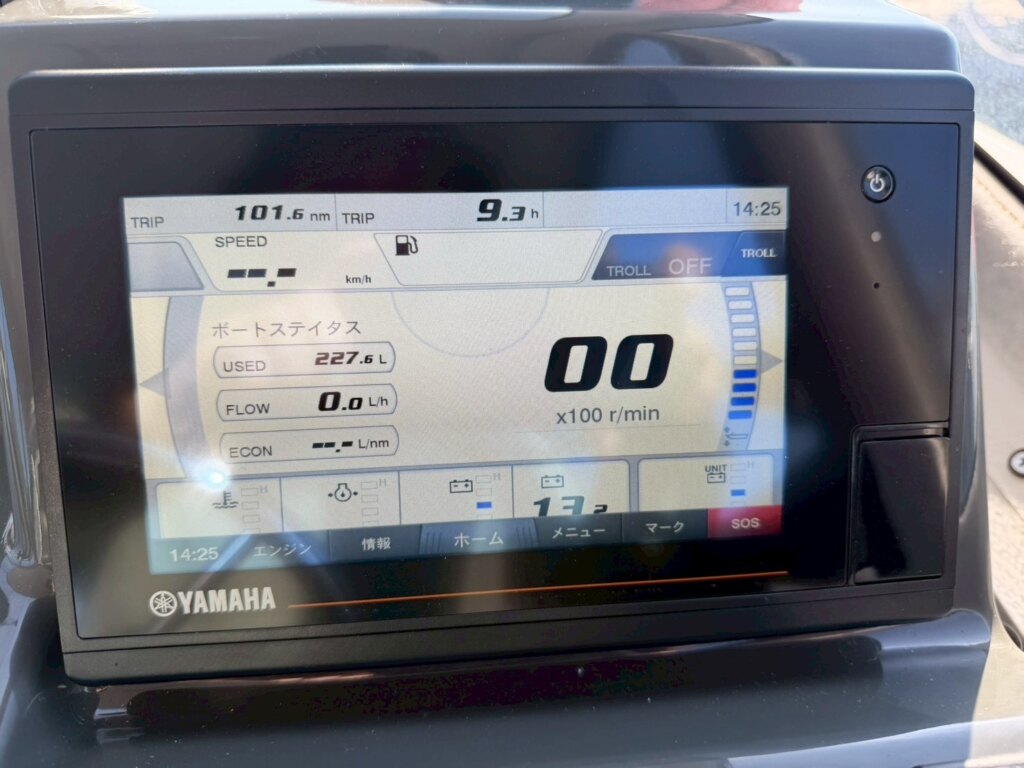 TRIP 101.6 nm TRIP 9.3 h 14:25
SPEED
--.- km/h
TROLL OFF TROLL
ボートステイタス
USED 227.6 L
FLOW 0.0 L/h
ECON --.- L/nm
00
x100 r/min
H H H UNIT H
13.2
14:25 エンジン 情報 ホーム メニュー マーク SOS
YAMAHA